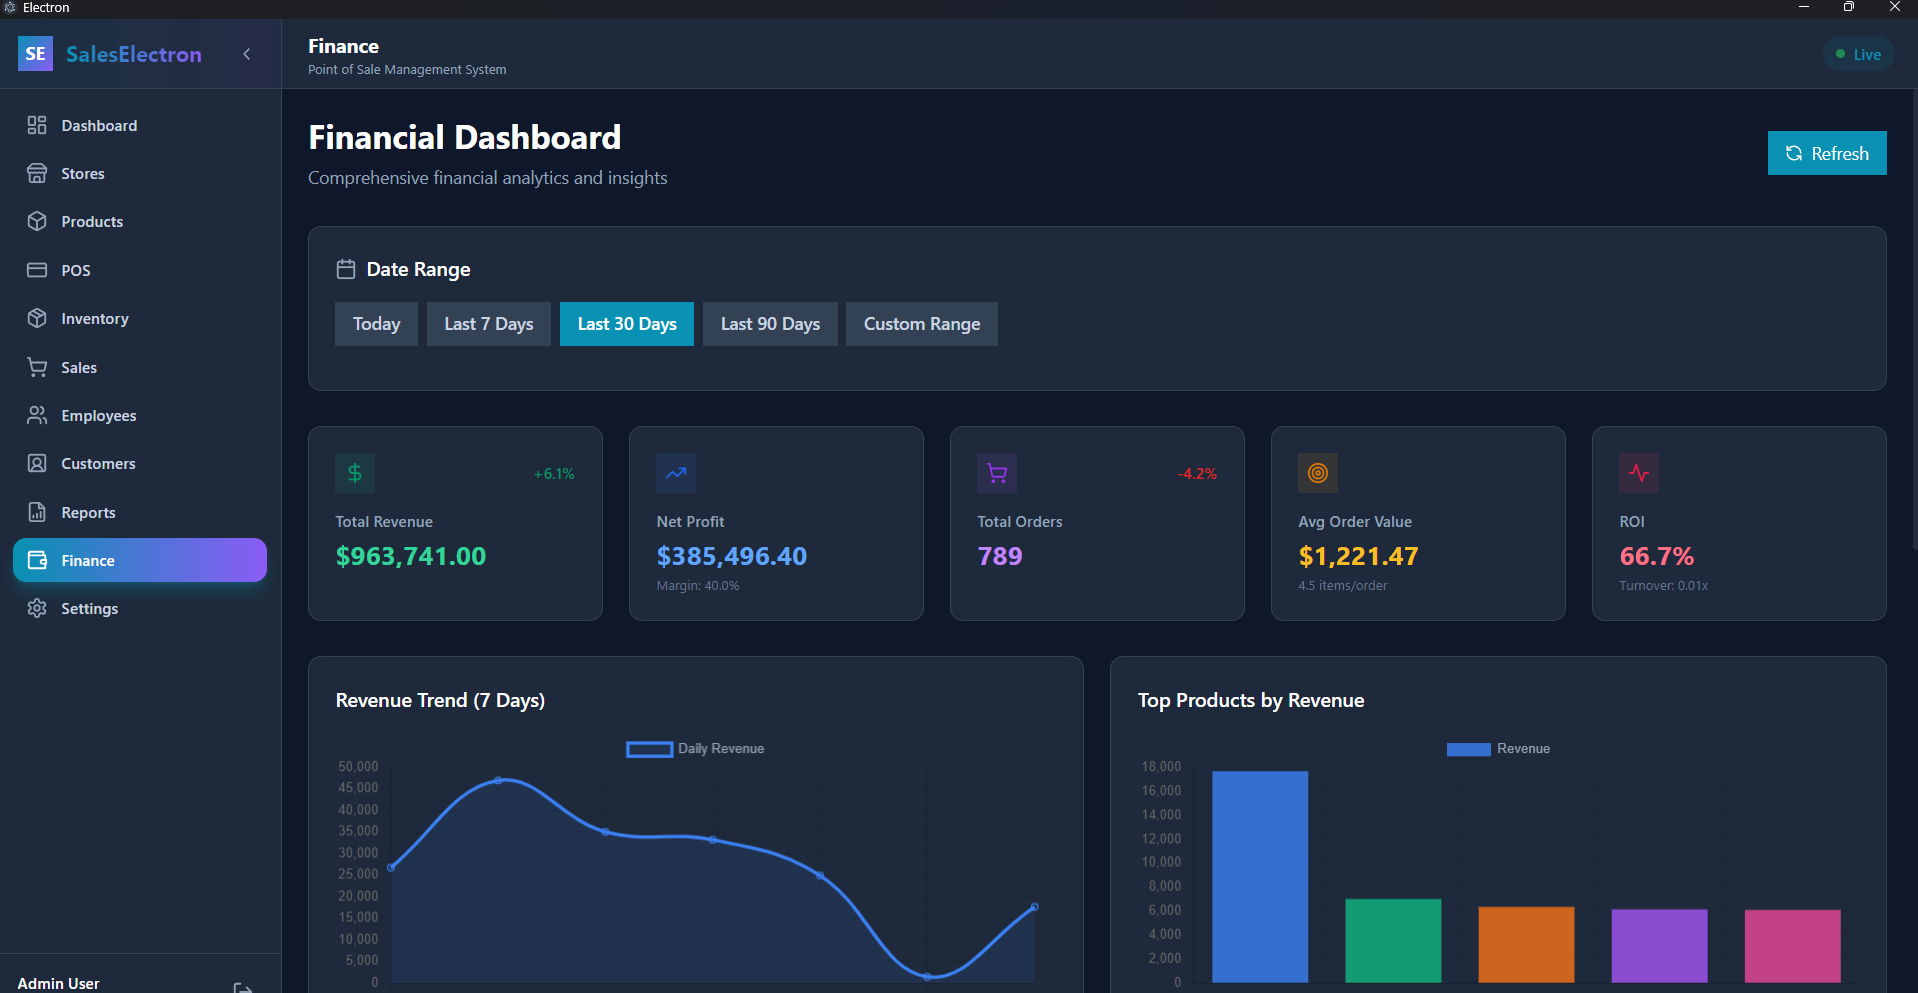 Electron
SE SalesElectron
Finance
Point of Sale Management System
Live
Dashboard
Stores
Products
POS
Inventory
Sales
Employees
Customers
Reports
Finance
Settings
Admin User
Financial Dashboard
Comprehensive financial analytics and insights
Refresh
Date Range
Today Last 7 Days Last 30 Days Last 90 Days Custom Range
+6.1%
Total Revenue
$963,741.00
Net Profit
$385,496.40
Margin: 40.0%
-4.2%
Total Orders
789
Avg Order Value
$1,221.47
4.5 items/order
ROI
66.7%
Turnover: 0.01x
Revenue Trend (7 Days)
Daily Revenue
50,000
45,000
40,000
35,000
30,000
25,000
20,000
15,000
10,000
5,000
0
Top Products by Revenue
Revenue
18,000
16,000
14,000
12,000
10,000
8,000
6,000
4,000
2,000
0